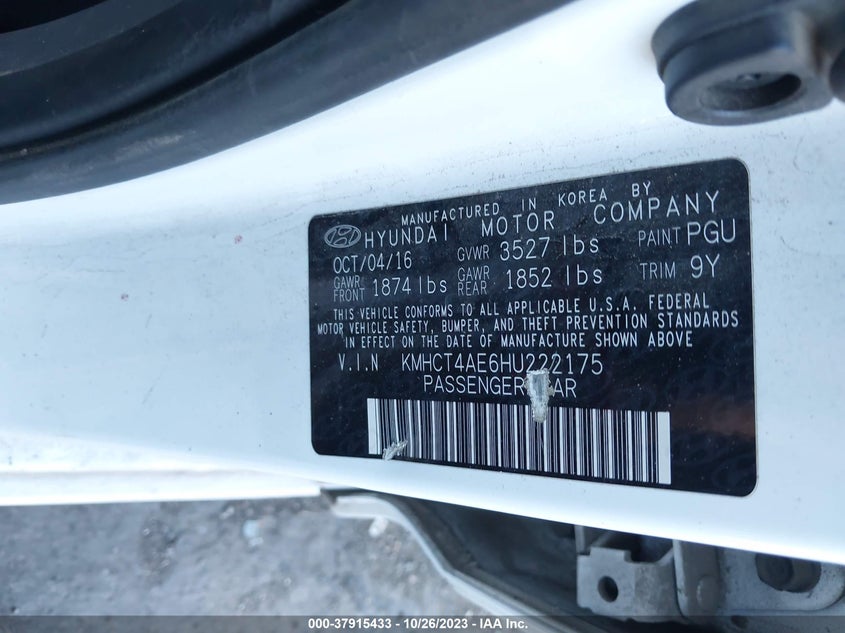 MANUFACTURED IN KOREA BY
HYUNDAI MOTOR COMPANY
OCT/04/16 GVWR 3527 lbs PAINT PGU
GAWR FRONT 1874 lbs GAWR REAR 1852 lbs TRIM 9Y
THIS VEHICLE CONFORMS TO ALL APPLICABLE U.S.A. FEDERAL
MOTOR VEHICLE SAFETY, BUMPER, AND THEFT PREVENTION STANDARDS
IN EFFECT ON THE DATE OF MANUFACTURE SHOWN ABOVE
V.I.N KMHCT4AE6HU222175
PASSENGER CAR
000-37915433 - 10/26/2023 - IAA Inc.